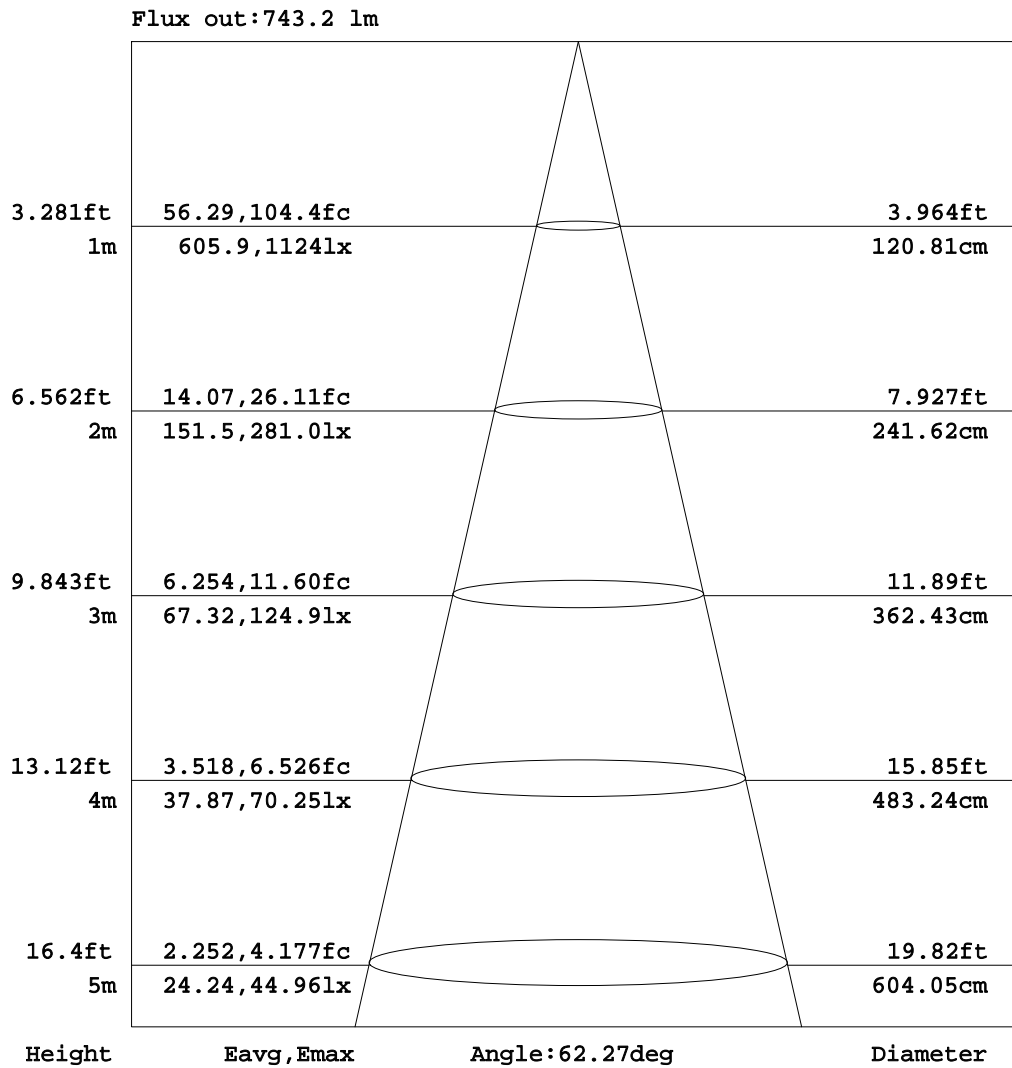 Flux out:743.2 lm
3.281ft 56.29,104.4fc 3.964ft
1m 605.9,1124lx 120.81cm
6.562ft 14.07,26.11fc 7.927ft
2m 151.5,281.0lx 241.62cm
9.843ft 6.254,11.60fc 11.89ft
3m 67.32,124.9lx 362.43cm
13.12ft 3.518,6.526fc 15.85ft
4m 37.87,70.25lx 483.24cm
16.4ft 2.252,4.177fc 19.82ft
5m 24.24,44.96lx 604.05cm
Height Eavg,Emax Angle:62.27deg Diameter